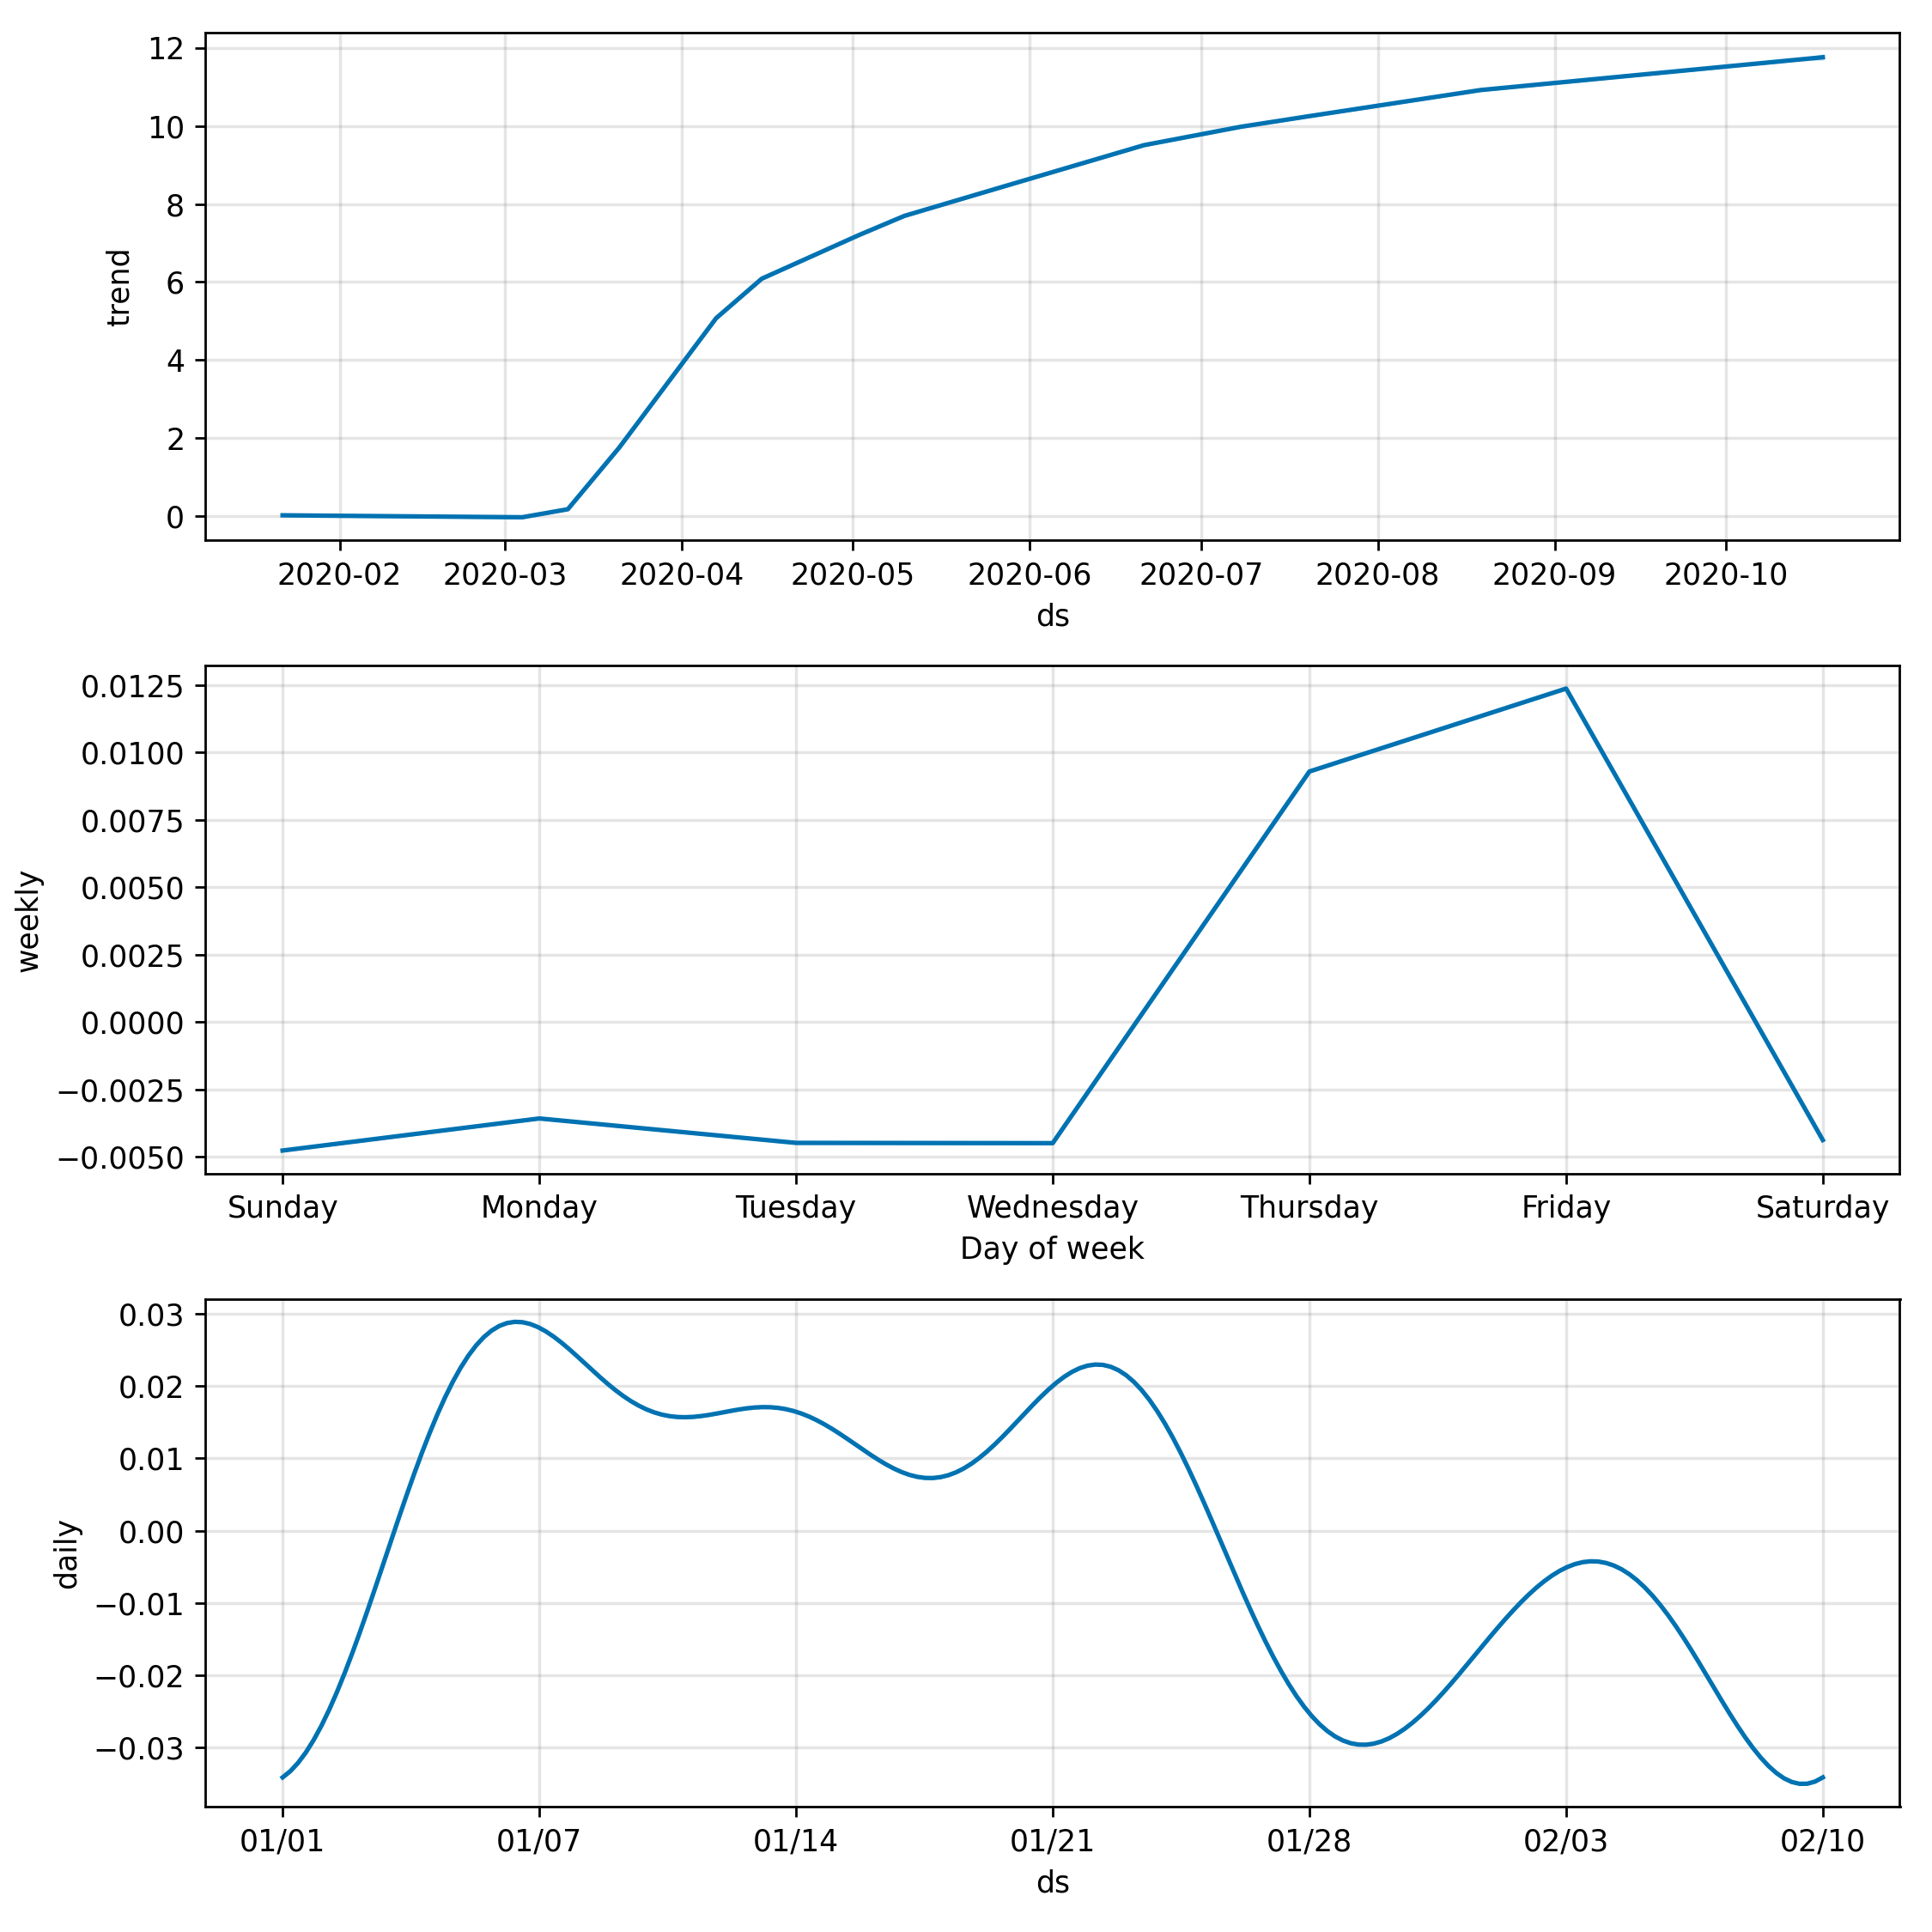 12
10
8
6
4
2
0
trend
2020-02 2020-03 2020-04 2020-05 2020-06 2020-07 2020-08 2020-09 2020-10
ds
0.0125
0.0100
0.0075
0.0050
0.0025
0.0000
−0.0025
−0.0050
weekly
Sunday Monday Tuesday Wednesday Thursday Friday Saturday
Day of week
0.03
0.02
0.01
0.00
−0.01
−0.02
−0.03
daily
01/01 01/07 01/14 01/21 01/28 02/03 02/10
ds